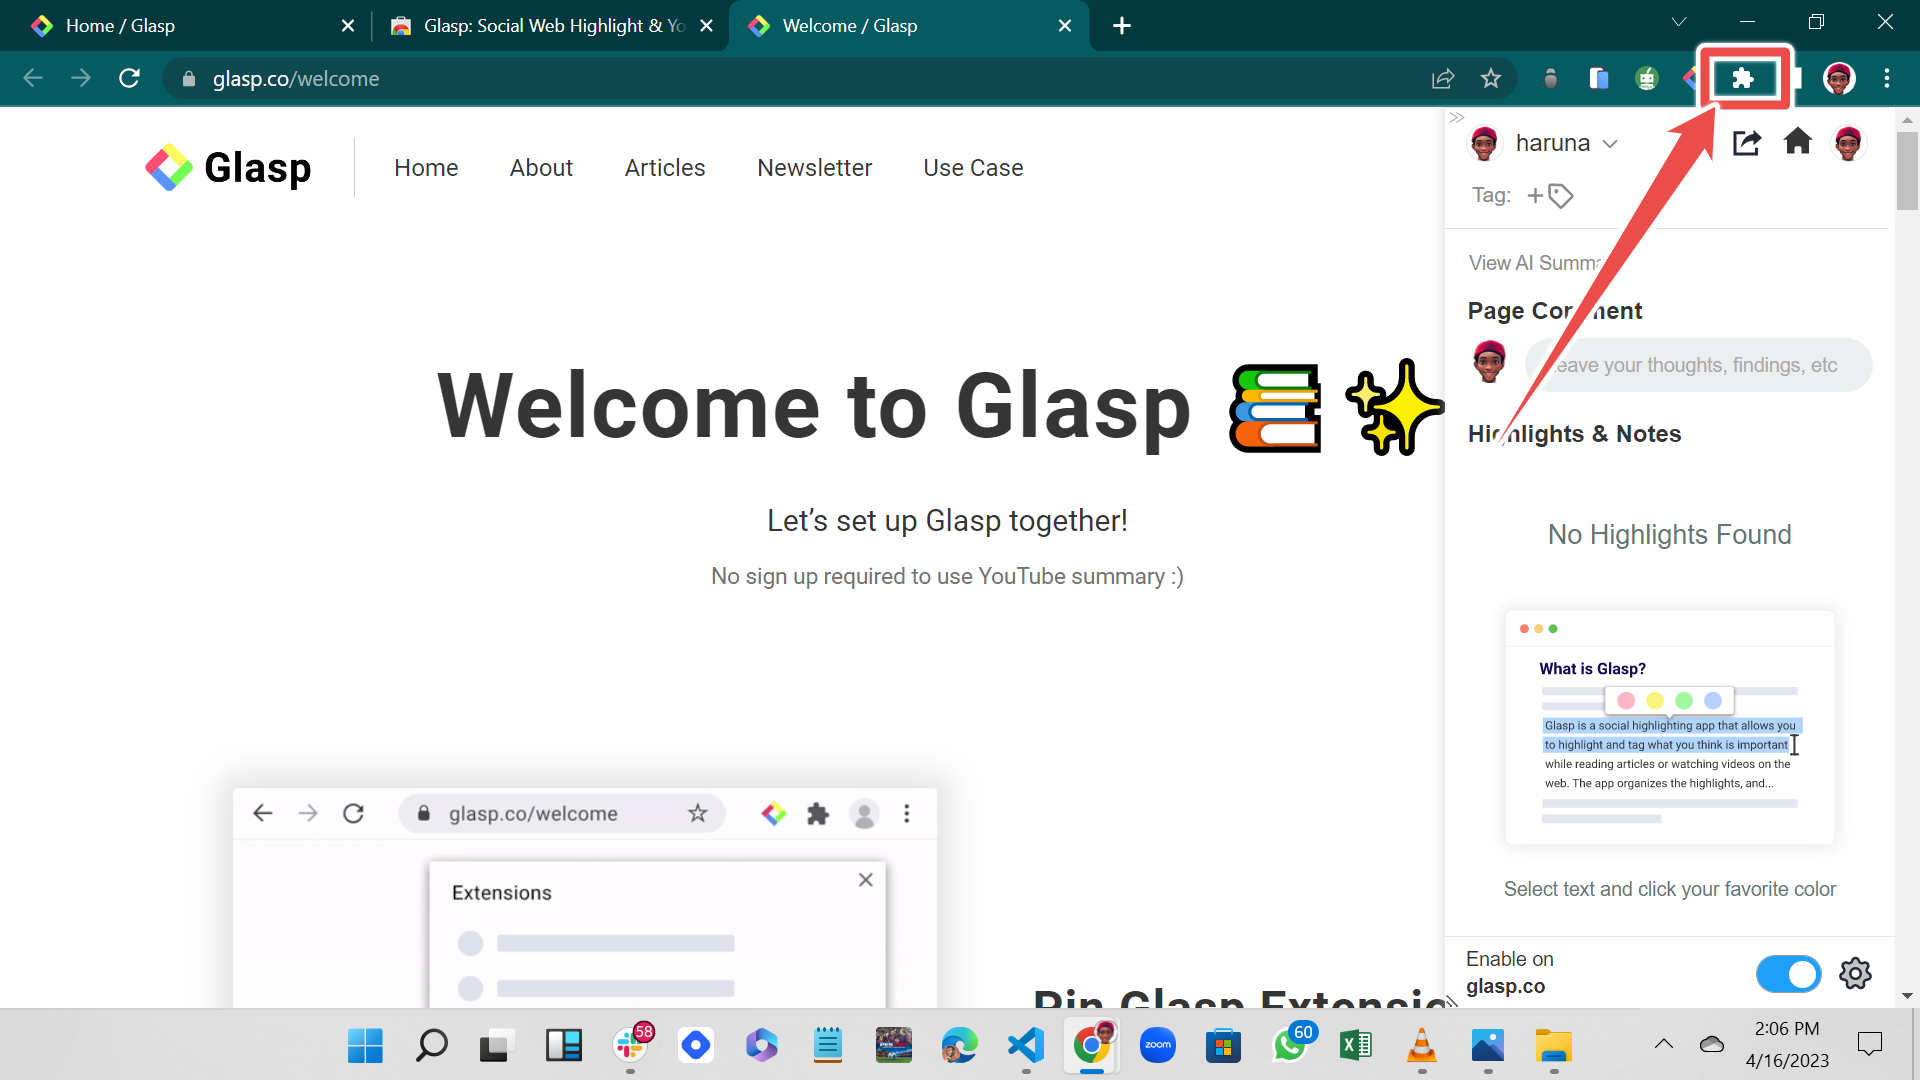 Home / Glasp
Glasp: Social Web Highlight & Yo
Welcome / Glasp
glasp.co/welcome
Glasp
Home
About
Articles
Newsletter
Use Case
haruna
Tag:
View AI Summa
Page Comment
eave your thoughts, findings, etc
Highlights & Notes
Welcome to Glasp
Let’s set up Glasp together!
No sign up required to use YouTube summary :)
No Highlights Found
What is Glasp?
Glasp is a social highlighting app that allows you
to highlight and tag what you think is important
while reading articles or watching videos on the
web. The app organizes the highlights, and...
Select text and click your favorite color
glasp.co/welcome
Extensions
Pin Glasp Extensio
Enable on
glasp.co
58
zoom
60
2:06 PM
4/16/2023